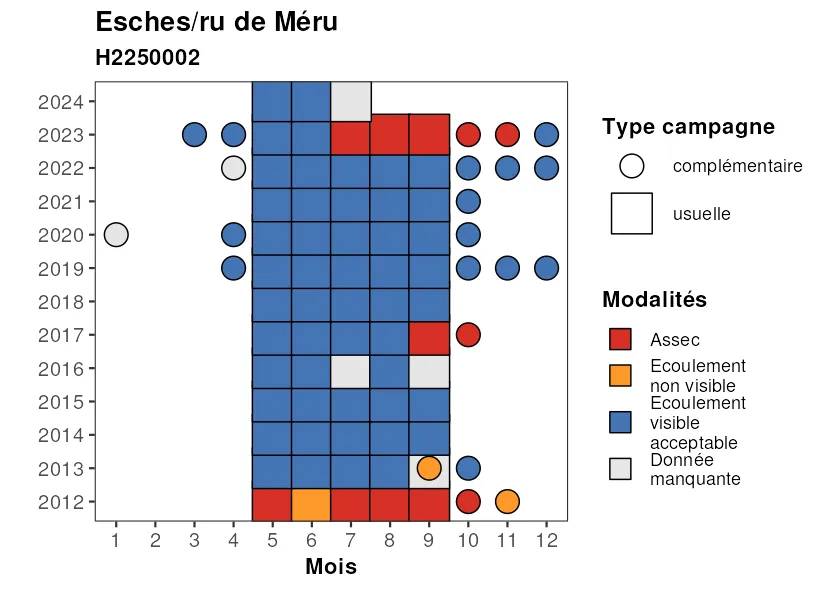 Esches/ru de Méru
H2250002
2024
2023
2022
2021
2020
2019
2018
2017
2016
2015
2014
2013
2012
1 2 3 4 5 6 7 8 9 10 11 12
Mois
Type campagne
complémentaire
usuelle
Modalités
Assec
Ecoulement
non visible
Ecoulement
visible
acceptable
Donnée
manquante